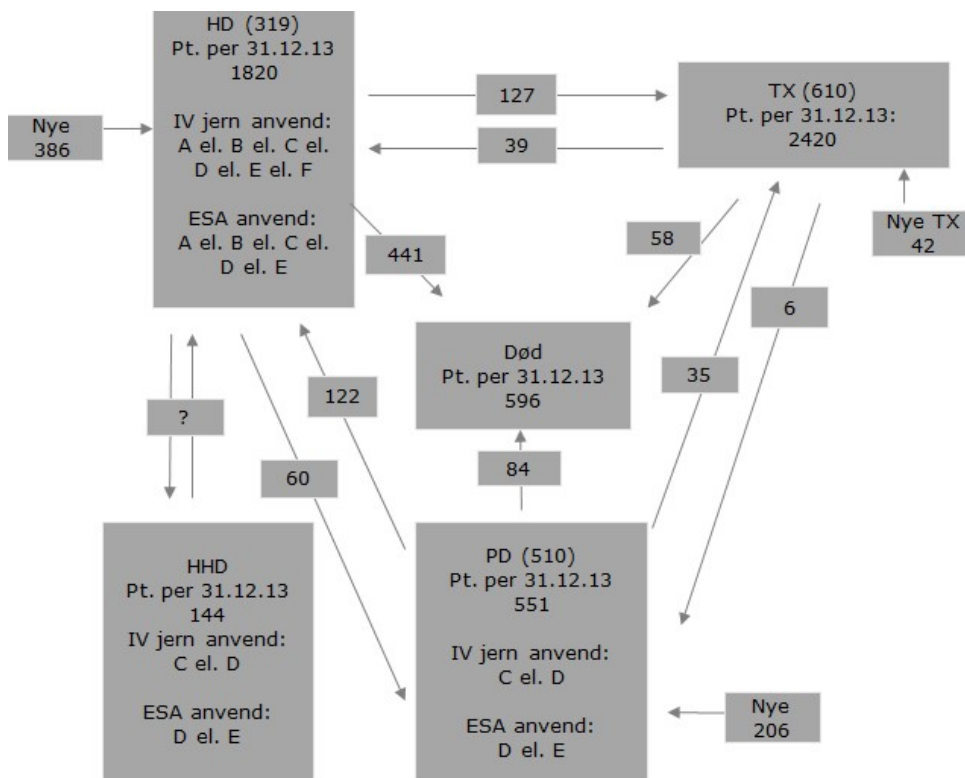 HD (319)
Pt. per 31.12.13
1820
IV jern anvend:
A el. B el. C el.
D el. E el. F
ESA anvend:
A el. B el. C el.
D el. E
Nye
386
127
39
TX (610)
Pt. per 31.12.13:
2420
Nye TX
42
441
58
6
Død
Pt. per 31.12.13
596
35
122
?
60
84
HHD
Pt. per 31.12.13
144
IV jern anvend:
C el. D
ESA anvend:
D el. E
PD (510)
Pt. per 31.12.13
551
IV jern anvend:
C el. D
ESA anvend:
D el. E
Nye
206